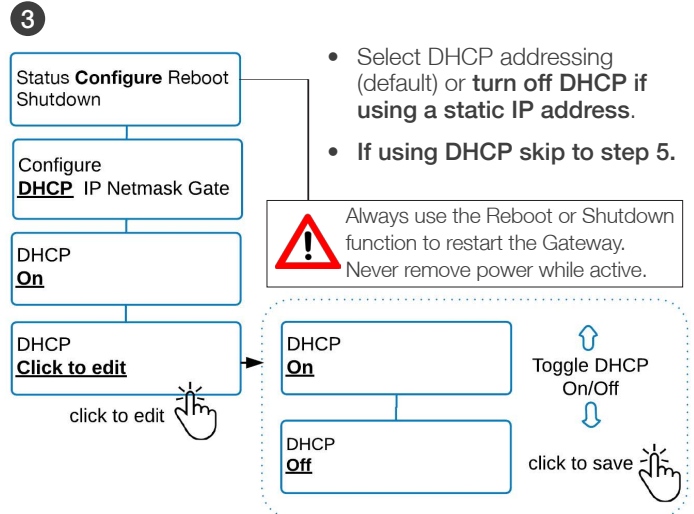 3
Status Configure Reboot
Shutdown
Configure
DHCP IP Netmask Gate
DHCP
On
DHCP
Click to edit
click to edit
• Select DHCP addressing
(default) or turn off DHCP if
using a static IP address.
• If using DHCP skip to step 5.
Always use the Reboot or Shutdown
function to restart the Gateway.
Never remove power while active.
DHCP
On
DHCP
Off
Toggle DHCP
On/Off
click to save